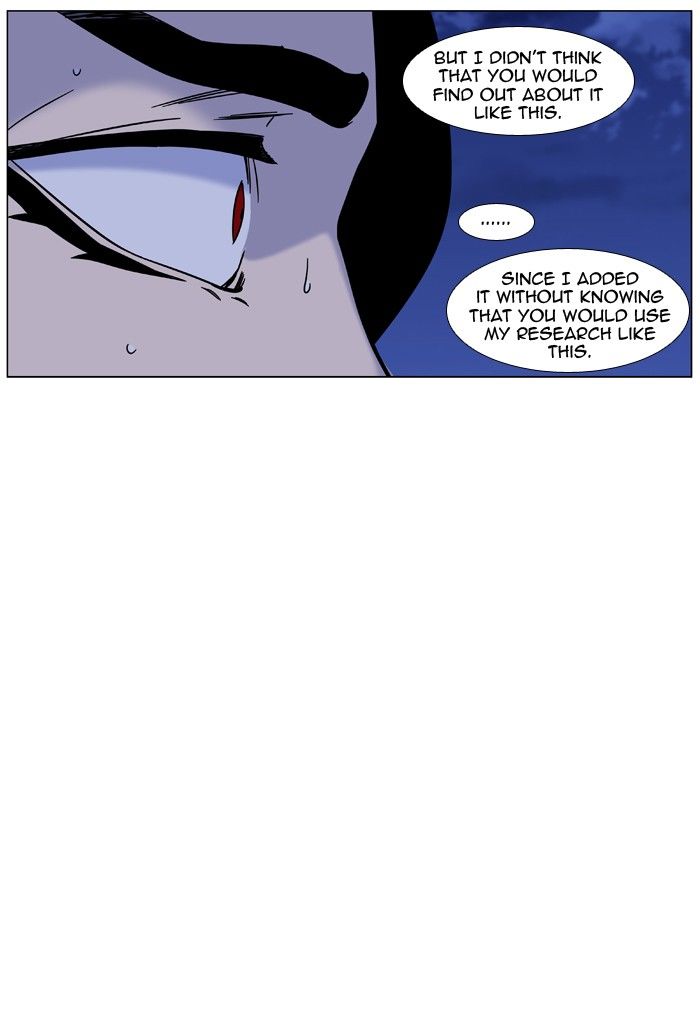 BUT I DIDN'T THINK
THAT YOU WOULD
FIND OUT ABOUT IT
LIKE THIS.
......
SINCE I ADDED
IT WITHOUT KNOWING
THAT YOU WOULD USE
MY RESEARCH LIKE
THIS.